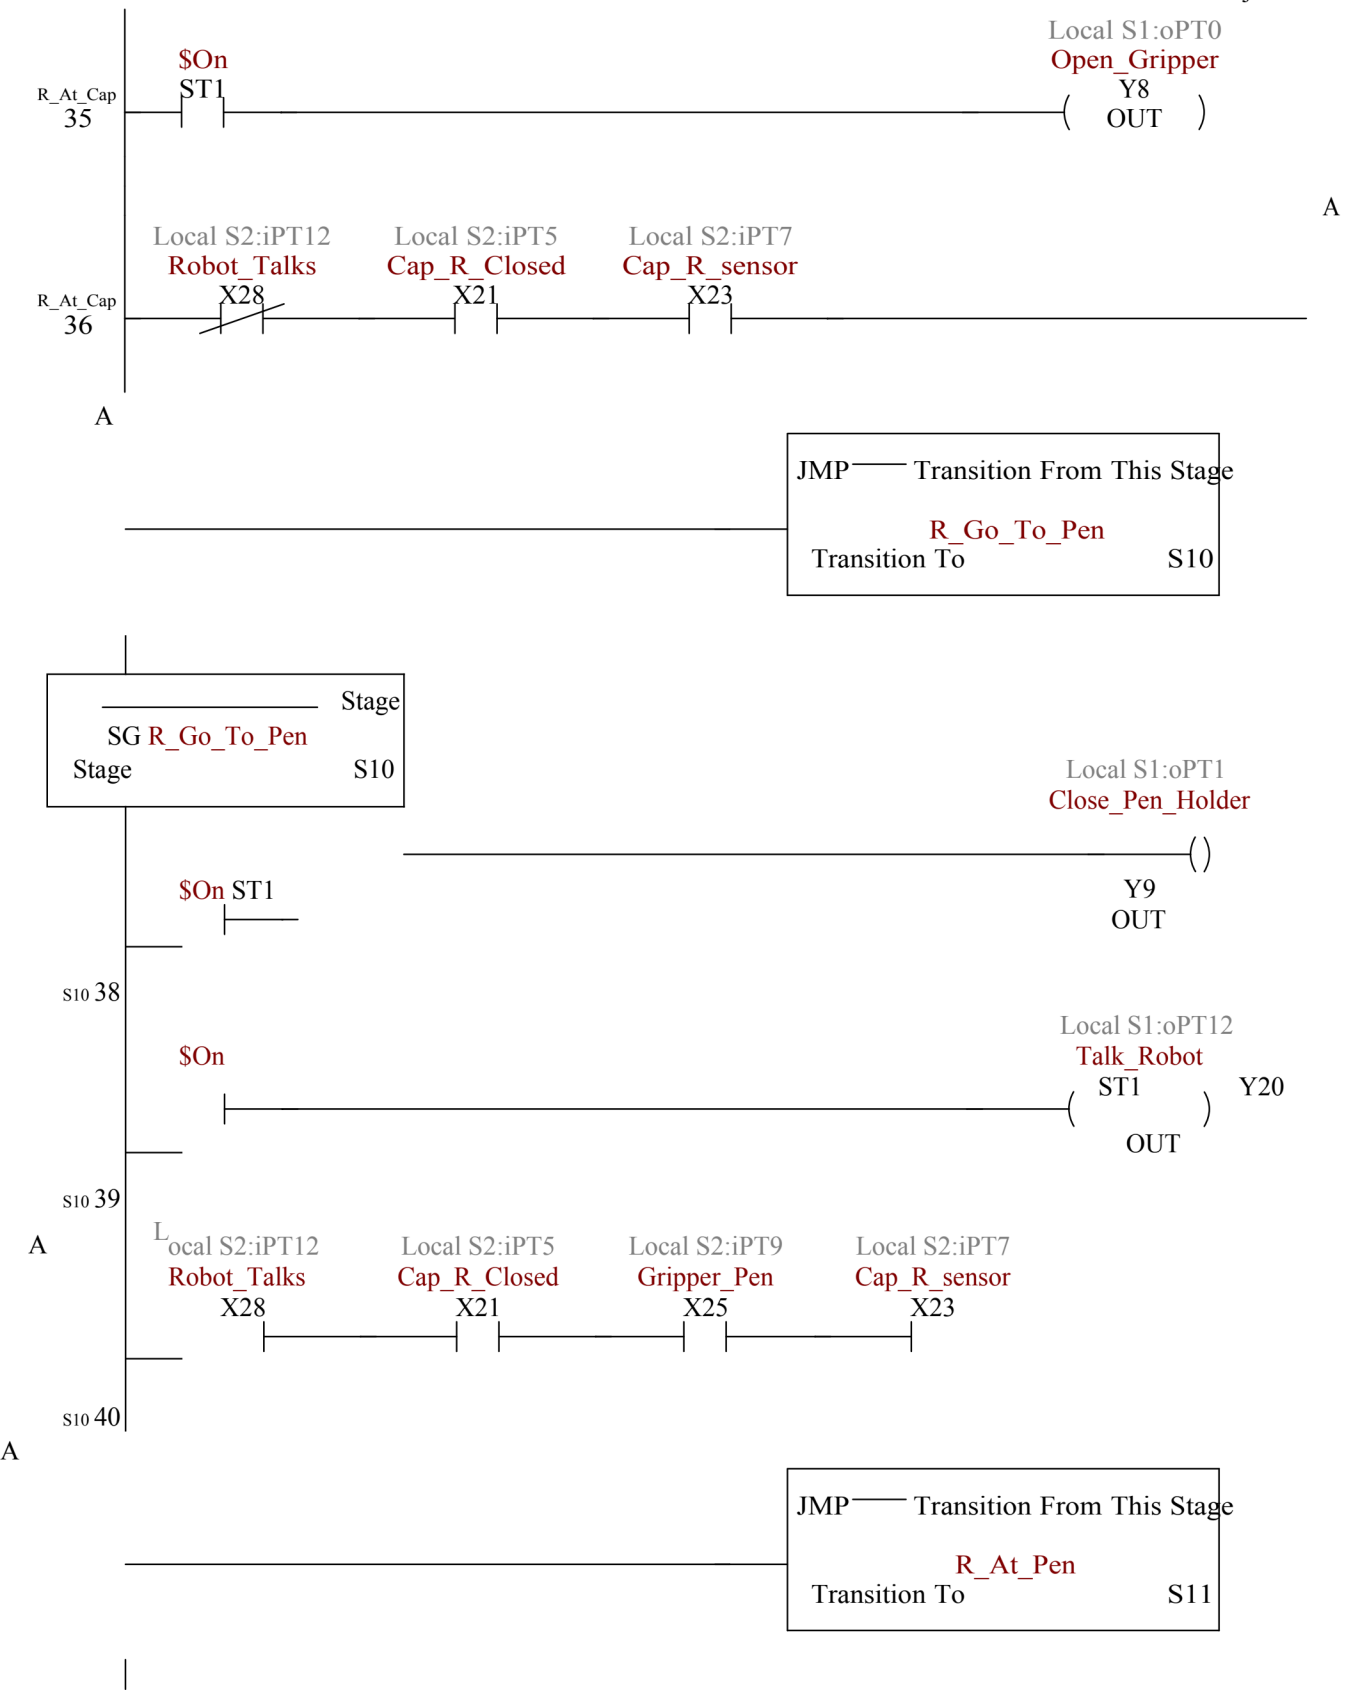 Local S1:oPT0
$On
Open_Gripper
ST1
Y8
R_At_Cap
35
OUT
A
Local S2:iPT12 Local S2:iPT5 Local S2:iPT7
Robot_Talks Cap_R_Closed Cap_R_sensor
X28 X21 X23
R_At_Cap
36
A
JMP Transition From This Stage
R_Go_To_Pen
Transition To S10
Stage
SG R_Go_To_Pen
Stage S10
Local S1:oPT1
Close_Pen_Holder
$On ST1
Y9
OUT
S10 38
Local S1:oPT12
$On
Talk_Robot
ST1 Y20
OUT
S10 39
A
Local S2:iPT12 Local S2:iPT5 Local S2:iPT9 Local S2:iPT7
Robot_Talks Cap_R_Closed Gripper_Pen Cap_R_sensor
X28 X21 X25 X23
S10 40
A
JMP Transition From This Stage
R_At_Pen
Transition To S11